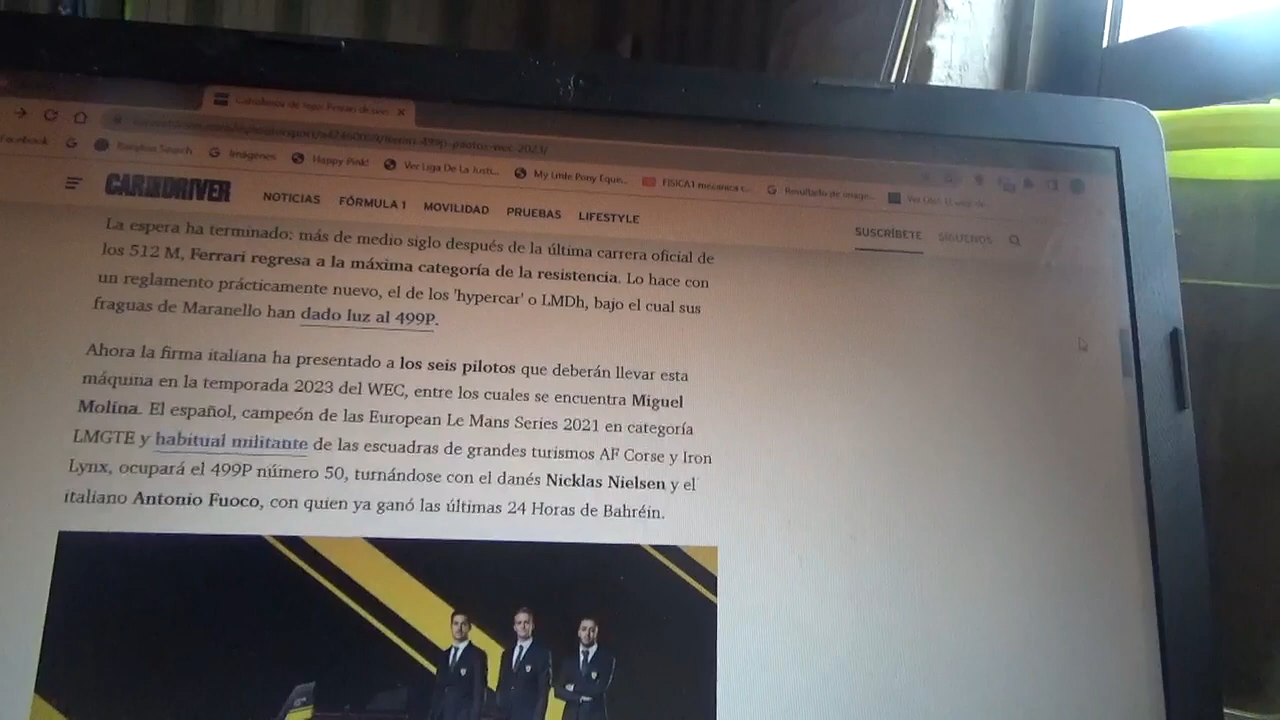 Facebook
Imágenes
Happy Pink!
Ver Liga De La Justi...
My Little Pony Eque...
FISICA I mecanica c...
Resultado de image...
CAR AND DRIVER
NOTICIAS FÓRMULA 1 MOVILIDAD PRUEBAS LIFESTYLE
SUSCRÍBETE SÍGUENOS
La espera ha terminado: más de medio siglo después de la última carrera oficial de
los 512 M, Ferrari regresa a la máxima categoría de la resistencia. Lo hace con
un reglamento prácticamente nuevo, el de los 'hypercar' o LMDh, bajo el cual sus
fraguas de Maranello han dado luz al 499P.
Ahora la firma italiana ha presentado a los seis pilotos que deberán llevar esta
máquina en la temporada 2023 del WEC, entre los cuales se encuentra Miguel
Molina. El español, campeón de las European Le Mans Series 2021 en categoría
LMGTE y habitual militante de las escuadras de grandes turismos AF Corse y Iron
Lynx, ocupará el 499P número 50, turnándose con el danés Nicklas Nielsen y el
italiano Antonio Fuoco, con quien ya ganó las últimas 24 Horas de Bahréin.